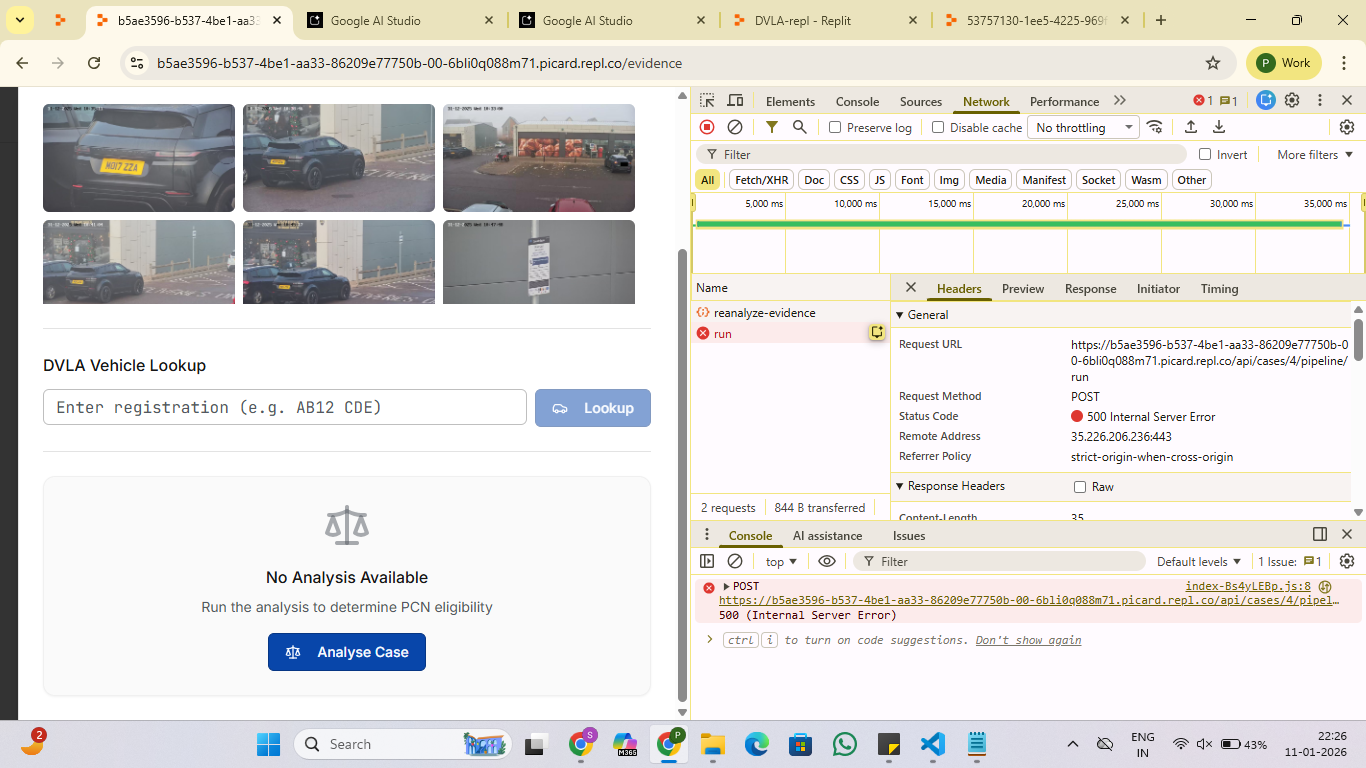 b5ae3596-b537-4be1-aa33
Google AI Studio
Google AI Studio
DVLA-repl - Replit
53757130-1ee5-4225-969f
b5ae3596-b537-4be1-aa33-86209e77750b-00-6bli0q088m71.picard.repl.co/evidence
P Work
MO17 ZZA
DVLA Vehicle Lookup
Enter registration (e.g. AB12 CDE)
Lookup
No Analysis Available
Run the analysis to determine PCN eligibility
Analyse Case
Elements Console Sources Network Performance 1 1
Preserve log Disable cache No throttling
Filter Invert More filters
All Fetch/XHR Doc CSS JS Font Img Media Manifest Socket Wasm Other
5,000 ms 10,000 ms 15,000 ms 20,000 ms 25,000 ms 30,000 ms 35,000 ms
Name
reanalyze-evidence
run
2 requests 844 B transferred
Headers Preview Response Initiator Timing
General
Request URL
https://b5ae3596-b537-4be1-aa33-86209e77750b-0
0-6bli0q088m71.picard.repl.co/api/cases/4/pipeline/
run
Request Method POST
Status Code 500 Internal Server Error
Remote Address 35.226.206.236:443
Referrer Policy strict-origin-when-cross-origin
Response Headers Raw
Content-Length 35
Console AI assistance Issues
top Filter Default levels 1 Issue: 1
POST index-Bs4yLEBp.js:8
https://b5ae3596-b537-4be1-aa33-86209e77750b-00-6bli0q088m71.picard.repl.co/api/cases/4/pipel…
500 (Internal Server Error)
ctrl i to turn on code suggestions. Don't show again
2
Search
S
M365
P
ENG
IN
43%
22:26
11-01-2026